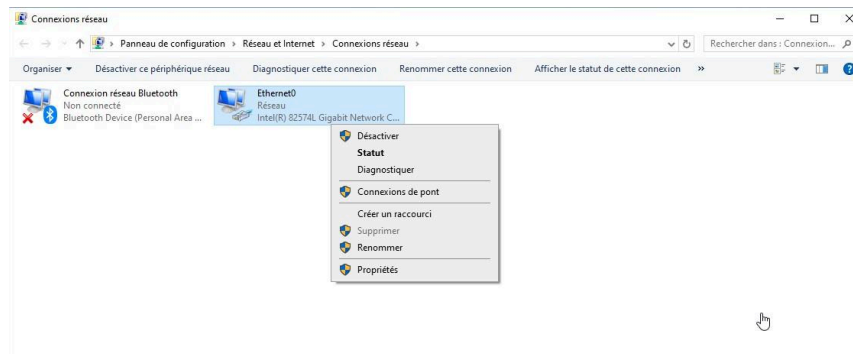 Connexions réseau
Panneau de configuration › Réseau et Internet › Connexions réseau ›
Rechercher dans : Connexion...
Organiser Désactiver ce périphérique réseau Diagnostiquer cette connexion Renommer cette connexion Afficher le statut de cette connexion »
Connexion réseau Bluetooth
Non connecté
Bluetooth Device (Personal Area ...
Ethernet0
Réseau
Intel(R) 82574L Gigabit Network C...
Désactiver
Statut
Diagnostiquer
Connexions de pont
Créer un raccourci
Supprimer
Renommer
Propriétés